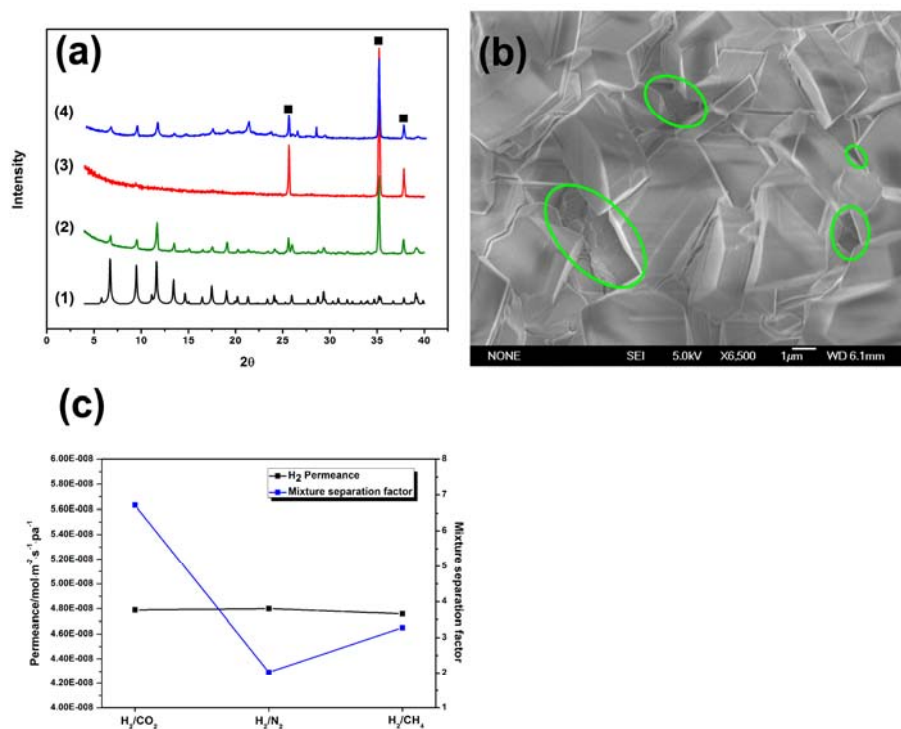 (a)
(4)
(3)
(2)
(1)
Intensity
0 5 10 15 20 25 30 35 40
2θ
(b)
NONE SEI 5.0kV X6,500 1μm WD 6.1mm
(c)
6.00E-008
5.80E-008
5.60E-008
5.40E-008
5.20E-008
5.00E-008
4.80E-008
4.60E-008
4.40E-008
4.20E-008
4.00E-008
Permeance/mol·m⁻²·s⁻¹·pa⁻¹
H₂ Permeance
Mixture separation factor
8
7
6
5
4
3
2
1
Mixture separation factor
H₂/CO₂ H₂/N₂ H₂/CH₄